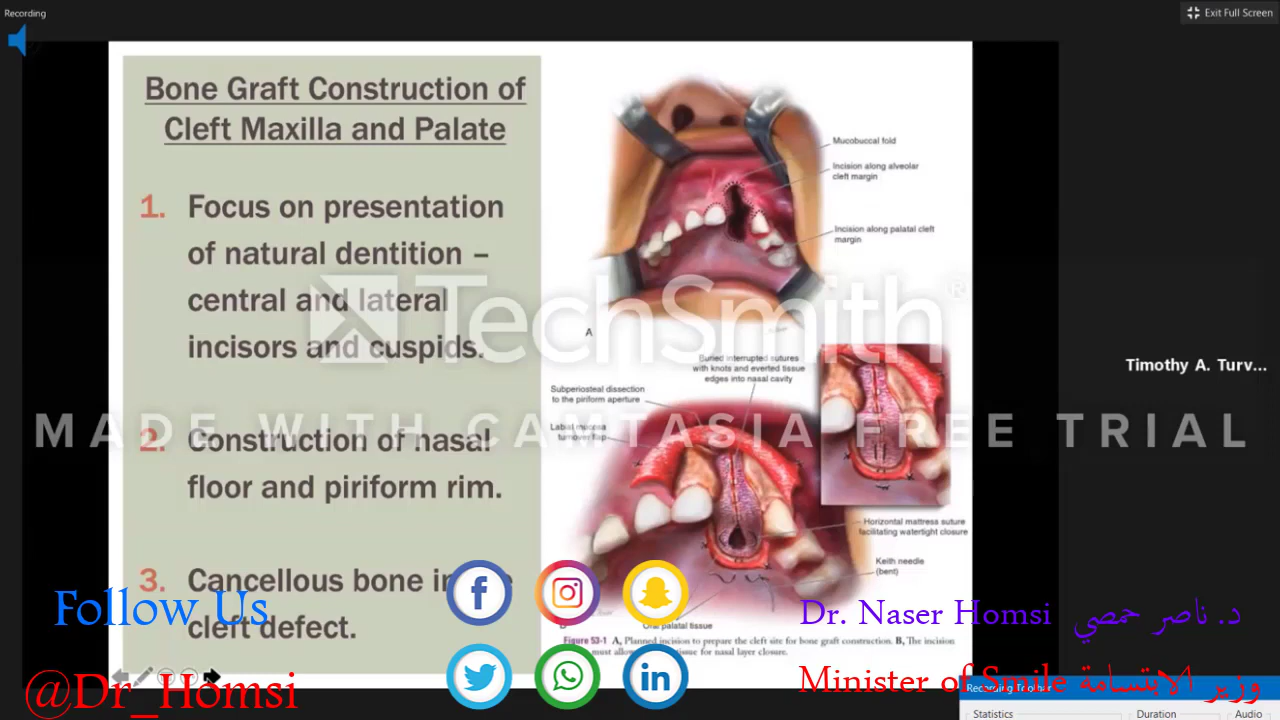 Recording
Exit Full Screen
Bone Graft Construction of
Cleft Maxilla and Palate
1. Focus on presentation
of natural dentition –
central and lateral
incisors and cuspids.
2. Construction of nasal
floor and piriform rim.
3. Cancellous bone in
cleft defect.
Mucobuccal fold
Incision along alveolar
cleft margin
Incision along palatal cleft
margin
A
Buried interrupted sutures
with knots and everted tissue
edges into nasal cavity
Subperiosteal dissection
to the piriform aperture
Labial mucosa
turnover flap
Horizontal mattress suture
facilitating watertight closure
Keith needle
(bent)
Oral palatal tissue
Figure 53-1 A, Planned incision to prepare the cleft site for bone graft construction. B, The incision
must allow tissue for nasal layer closure.
TechSmith®
MADE WITH CAMTASIA FREE TRIAL
Timothy A. Turv...
Follow Us
@Dr_Homsi
Dr. Naser Homsi د. ناصر حمصي
Minister of Smile وزير الابتسامة
Recording Toolbar
Statistics Duration Audio